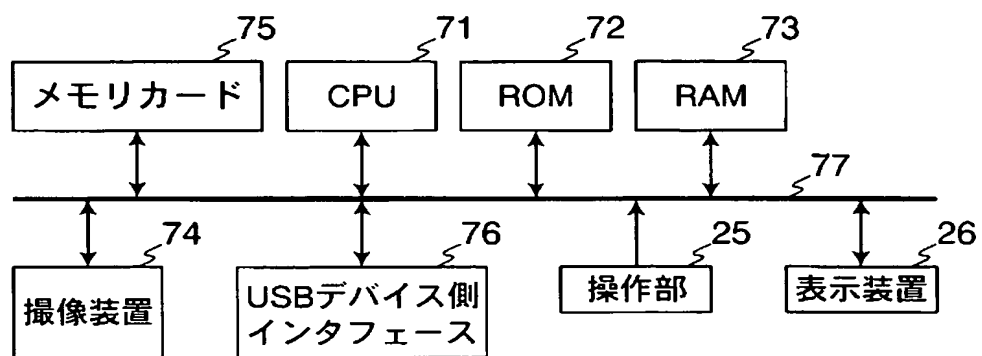 75
71
72
73
メモリカード
CPU
ROM
RAM
77
74
76
25
26
撮像装置
USBデバイス側
インタフェース
操作部
表示装置